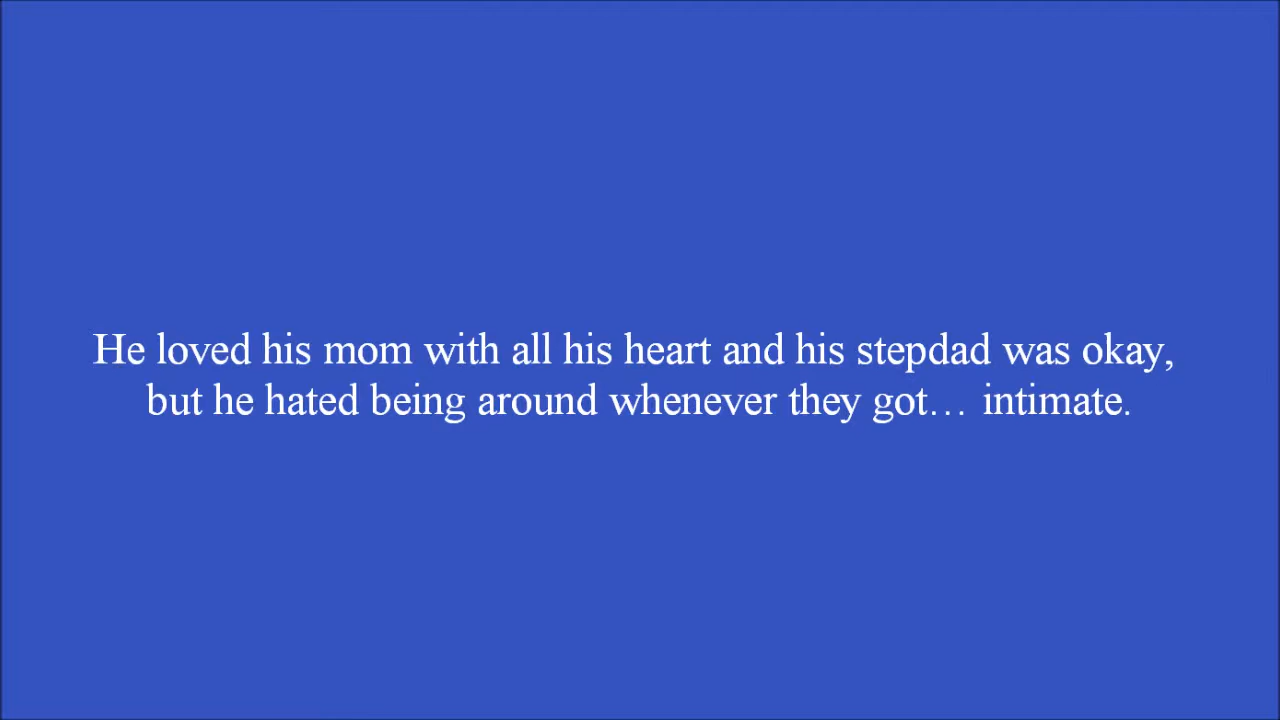 He loved his mom with all his heart and his stepdad was okay,
but he hated being around whenever they got… intimate.